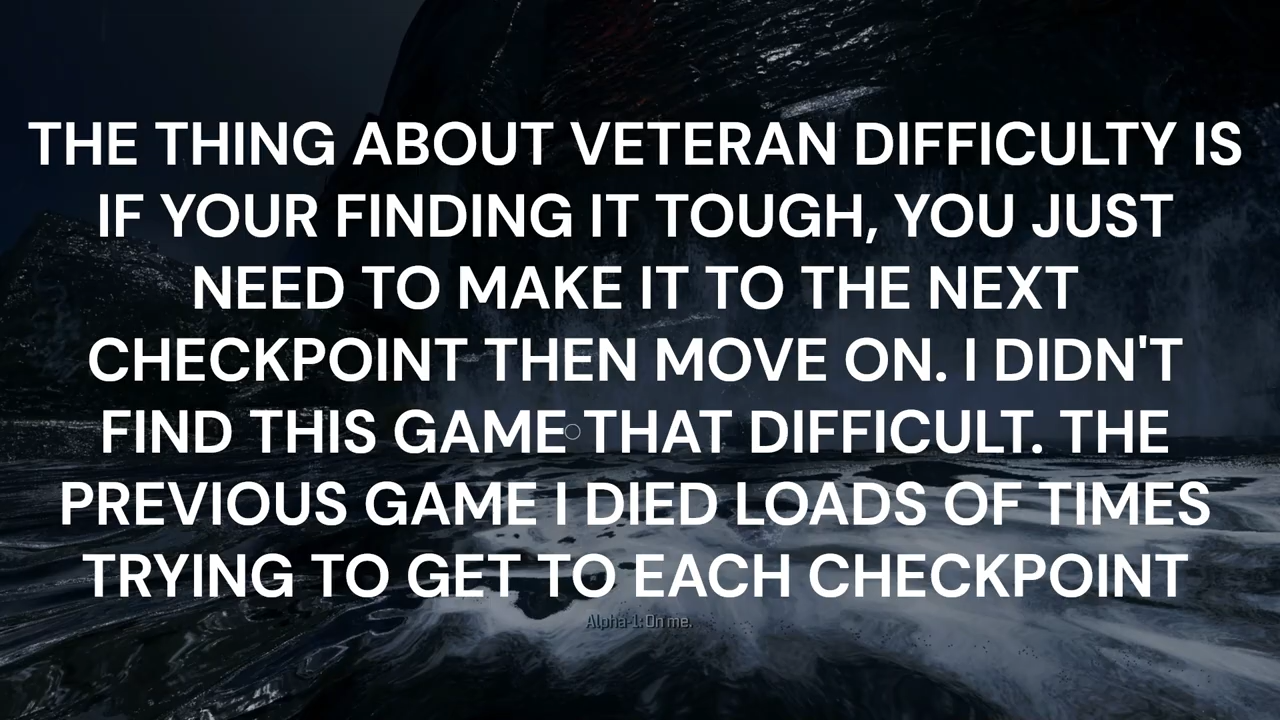 THE THING ABOUT VETERAN DIFFICULTY IS
IF YOUR FINDING IT TOUGH, YOU JUST
NEED TO MAKE IT TO THE NEXT
CHECKPOINT THEN MOVE ON. I DIDN'T
FIND THIS GAME THAT DIFFICULT. THE
PREVIOUS GAME I DIED LOADS OF TIMES
TRYING TO GET TO EACH CHECKPOINT
Alpha-1: On me.